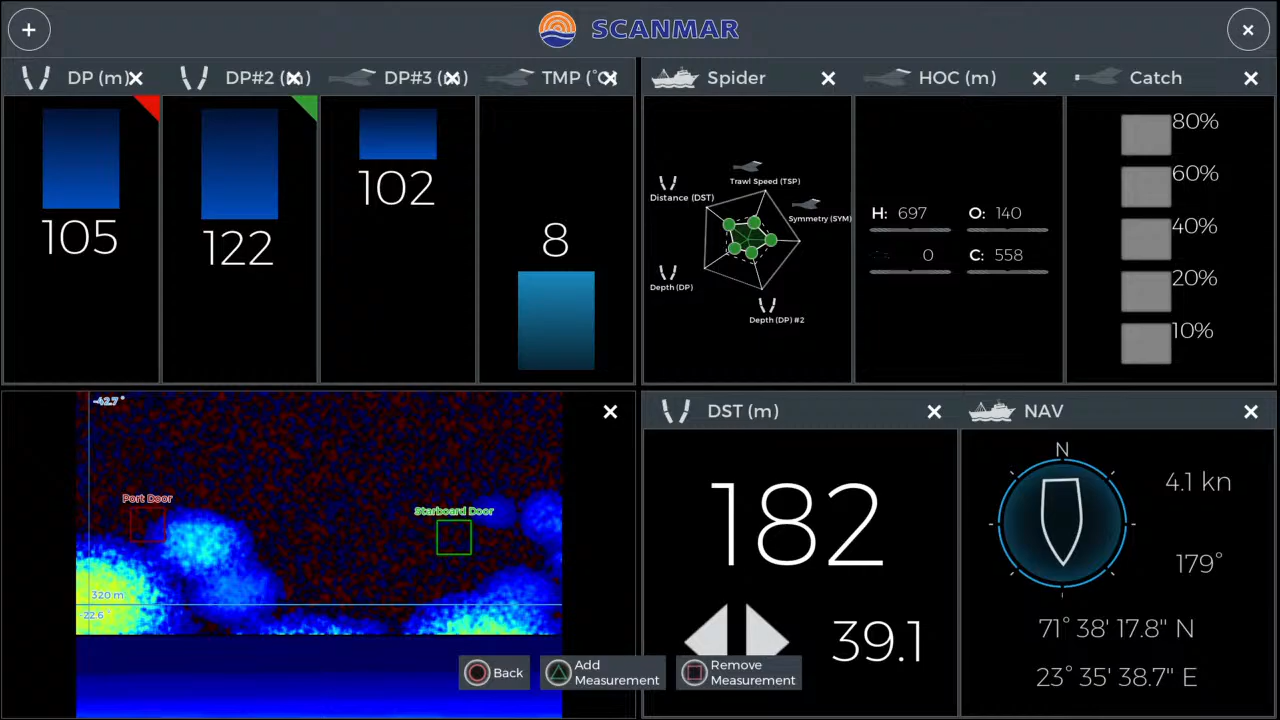 SCANMAR
DP (m)
DP#2 (m)
DP#3 (m)
TMP (°C)
Spider
HOC (m)
Catch
105
122
102
8
Trawl Speed (TSP)
Distance (DST)
Symmetry (SYM)
Depth (DP)
Depth (DP) #2
H: 697
O: 140
0
C: 558
80%
60%
40%
20%
10%
-42.7°
Port Door
Starboard Door
320 m
-22.6°
DST (m)
182
39.1
NAV
N
4.1 kn
179°
71° 38' 17.8" N
23° 35' 38.7" E
Back
Add
Measurement
Remove
Measurement